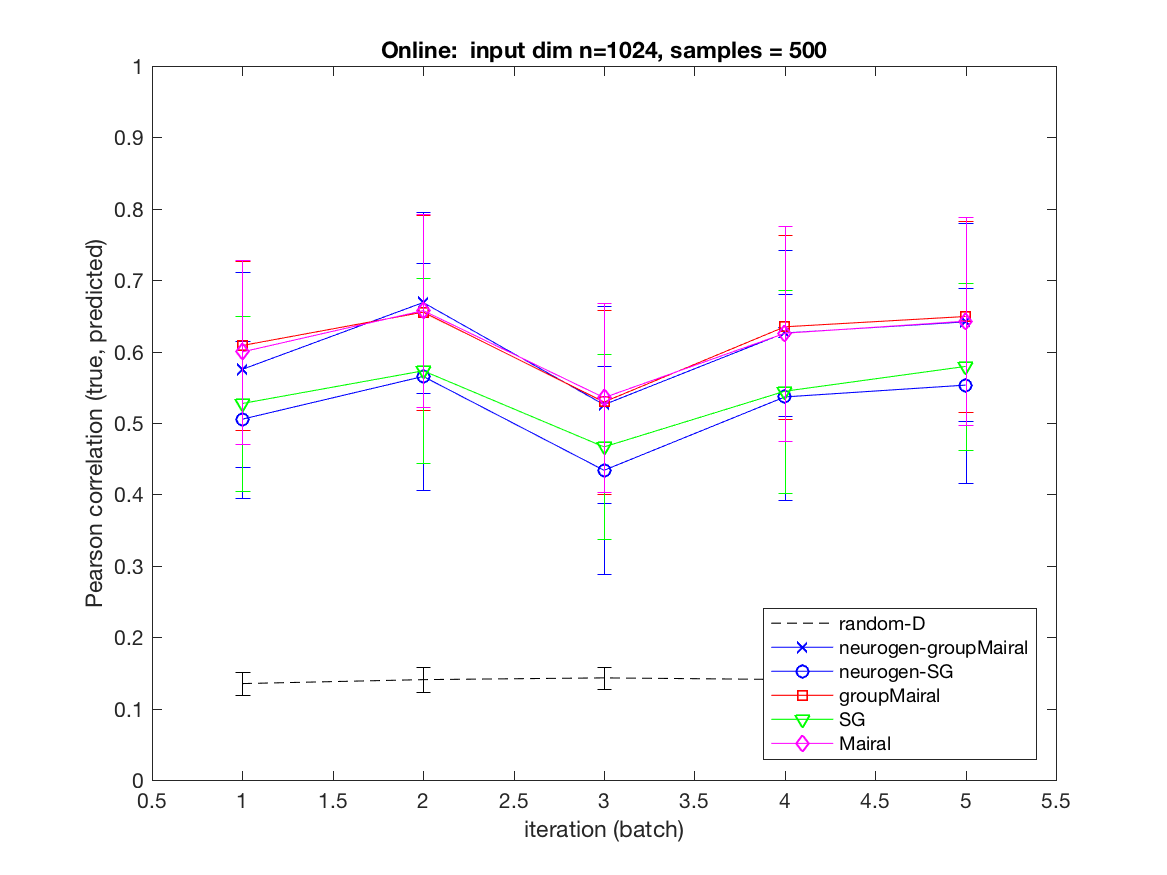 Online:  input dim n=1024, samples = 500
1
0.9
0.8
0.7
0.6
0.5
0.4
0.3
0.2
0.1
0
Pearson correlation (true, predicted)
random-D
neurogen-groupMairal
neurogen-SG
groupMairal
SG
Mairal
0.5 1 1.5 2 2.5 3 3.5 4 4.5 5 5.5
iteration (batch)